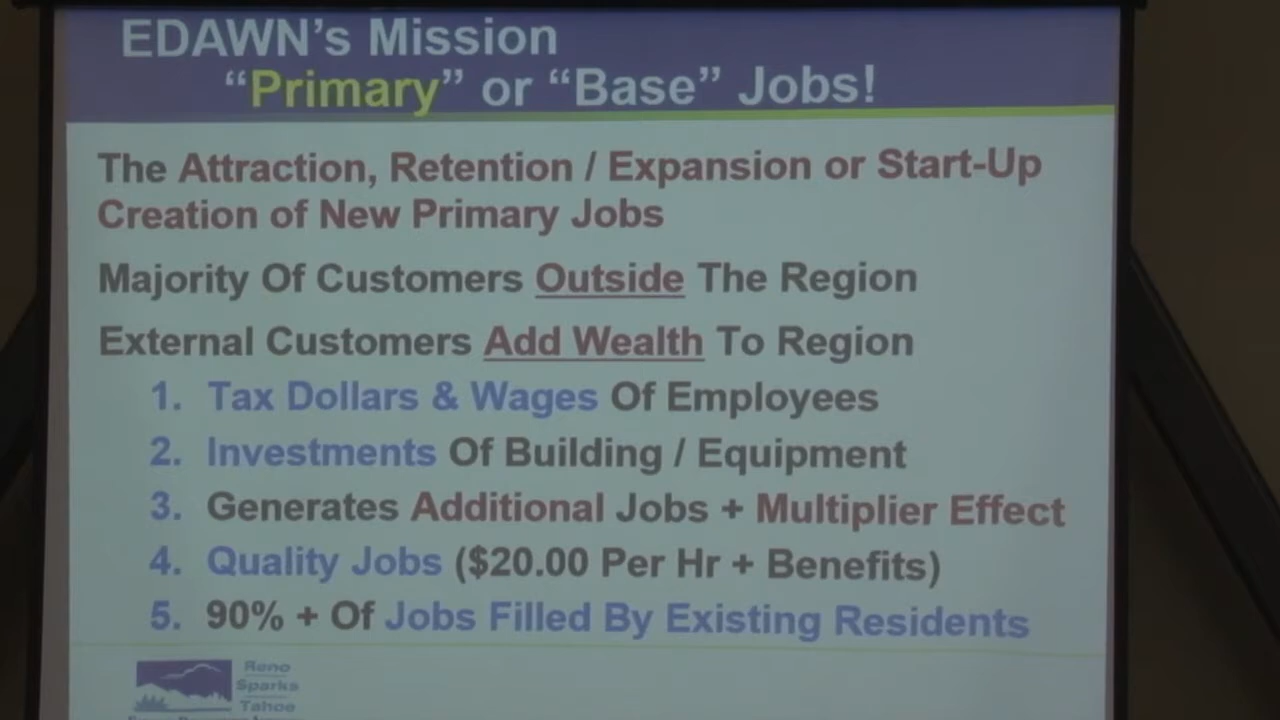 EDAWN's Mission
"Primary" or "Base" Jobs!
The Attraction, Retention / Expansion or Start-Up
Creation of New Primary Jobs
Majority Of Customers Outside The Region
External Customers Add Wealth To Region
1. Tax Dollars & Wages Of Employees
2. Investments Of Building / Equipment
3. Generates Additional Jobs + Multiplier Effect
4. Quality Jobs ($20.00 Per Hr + Benefits)
5. 90% + Of Jobs Filled By Existing Residents
Reno
Sparks
Tahoe